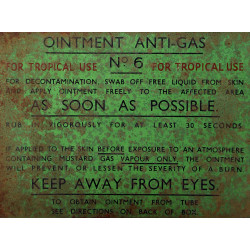 OINTMENT ANTI-GAS
FOR TROPICAL USE Nº 6 FOR TROPICAL USE
FOR DECONTAMINATION SWAB OFF FREE LIQUID FROM SKIN
AND APPLY OINTMENT FREELY TO THE AFFECTED AREA
AS SOON AS POSSIBLE.
RUB IN VIGOROUSLY FOR AT LEAST 30 SECONDS
IF APPLIED TO THE SKIN BEFORE EXPOSURE TO AN ATMOSPHERE
CONTAINING MUSTARD GAS VAPOUR ONLY THE OINTMENT
WILL PREVENT OR LESSEN THE SEVERITY OF A BURN.
KEEP AWAY FROM EYES.
TO OBTAIN OINTMENT FROM TUBE
SEE DIRECTIONS ON BACK OF BOX.